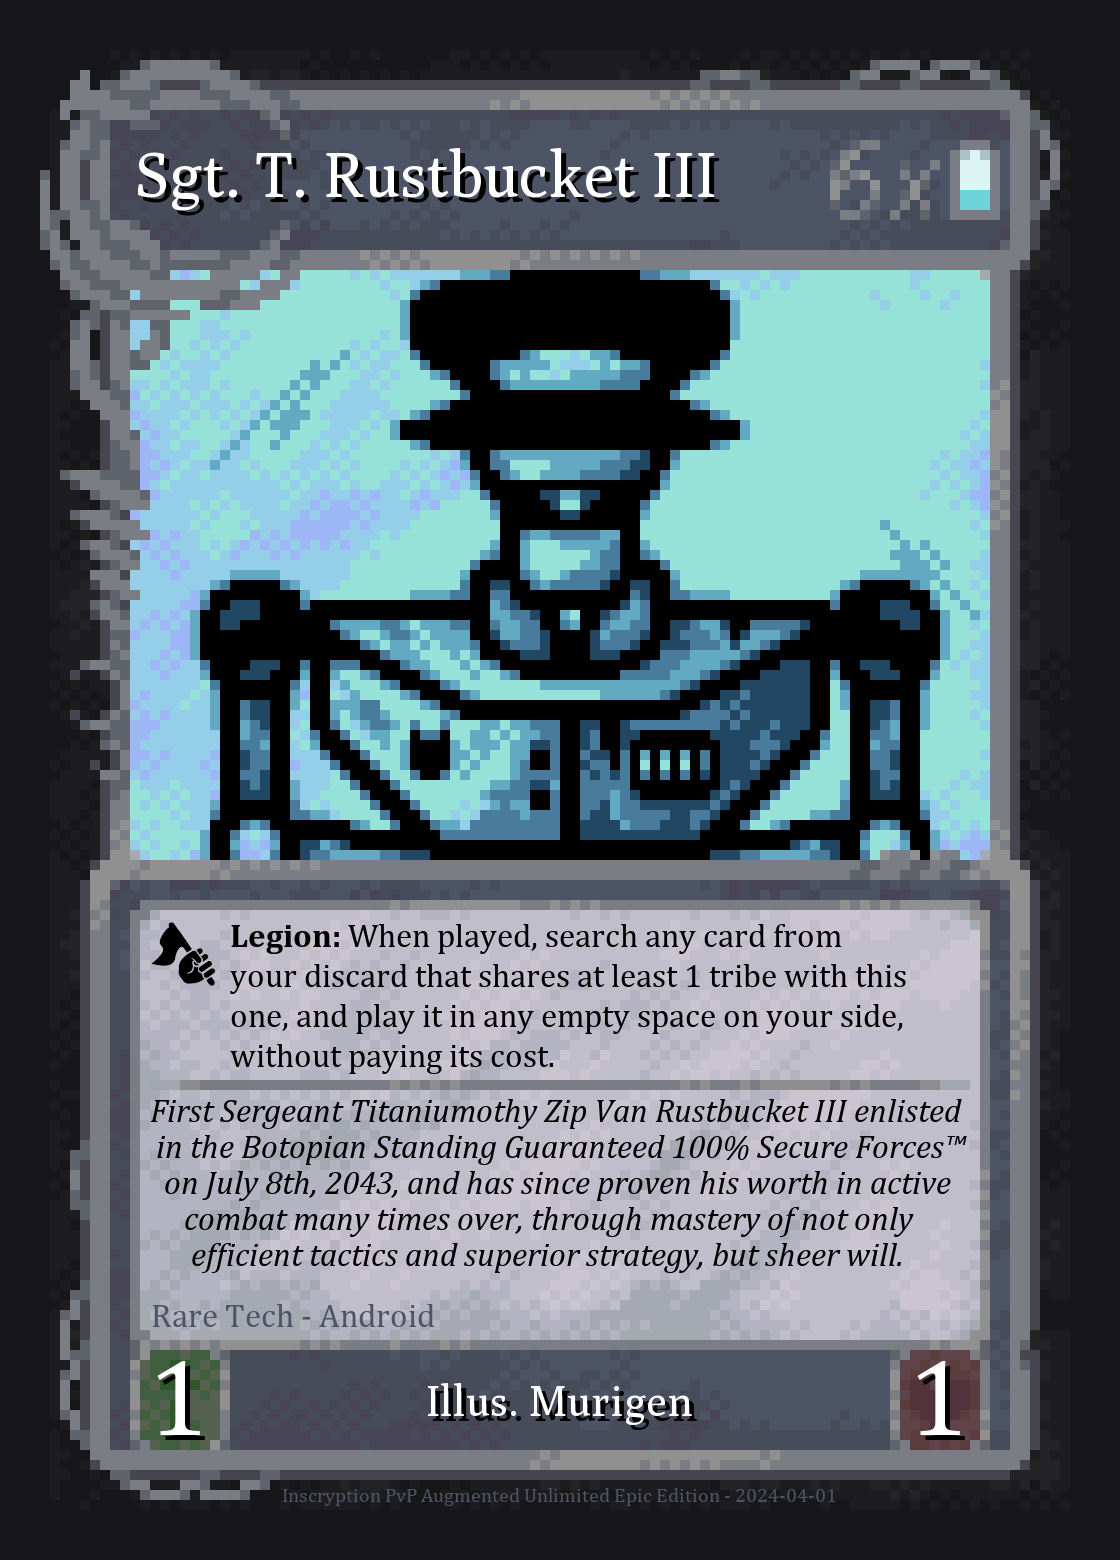 Sgt. T. Rustbucket III 6x
Legion: When played, search any card from
your discard that shares at least 1 tribe with this
one, and play it in any empty space on your side,
without paying its cost.
First Sergeant Titaniumothy Zip Van Rustbucket III enlisted
in the Botopian Standing Guaranteed 100% Secure Forces™
on July 8th, 2043, and has since proven his worth in active
combat many times over, through mastery of not only
efficient tactics and superior strategy, but sheer will.
Rare Tech - Android
1 Illus. Murigen 1
Inscryption PvP Augmented Unlimited Epic Edition - 2024-04-01